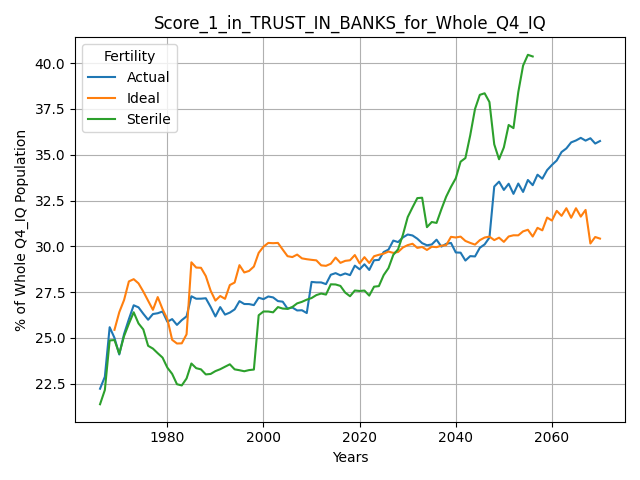 Score_1_in_TRUST_IN_BANKS_for_Whole_Q4_IQ
Fertility
Actual
Ideal
Sterile
% of Whole Q4_IQ Population
40.0
37.5
35.0
32.5
30.0
27.5
25.0
22.5
1980
2000
2020
2040
2060
Years